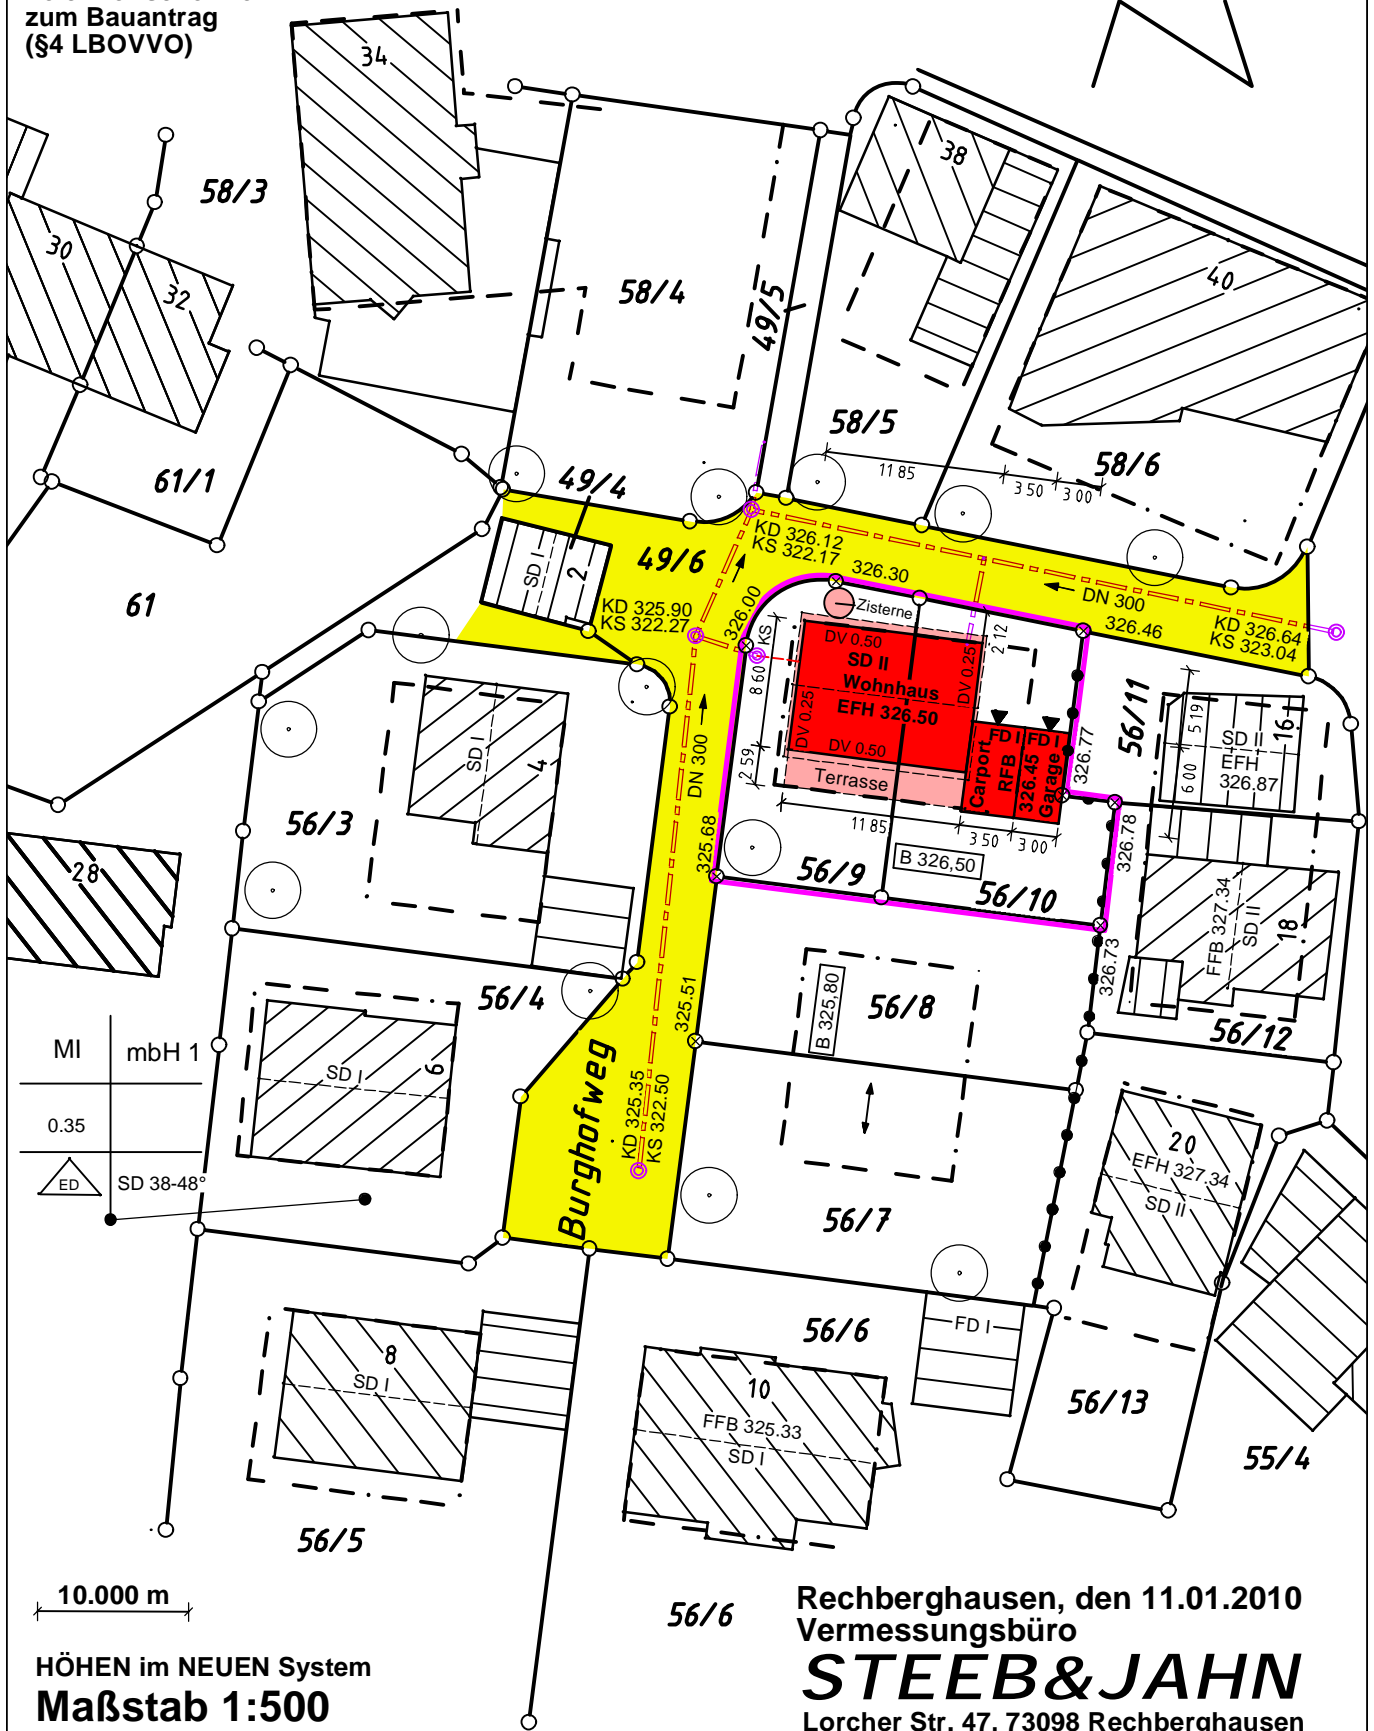 zum Bauantrag
(§4 LBOVVO)
34
58/3
30
32
58/4
49/5
38
40
58/5
58/6
11 85
3 50
3 00
61/1
49/4
61
SD I
2
49/6
KD 326.12
KS 322.17
326.30
DN 300
326.46
KD 326.64
KS 323.04
KD 325.90
KS 322.27
326.00
Zisterne
KS
8 60
2 59
2 12
DV 0.50
SD II
Wohnhaus
EFH 326.50
DV 0.25
DV 0.25
DV 0.50
Terrasse
FD I
FD I
Carport
RFB
326.45
Garage
326.77
326.78
11 85
3 50
3 00
B 326,50
56/9
56/10
56/11
5 19
6 00
SD II
EFH
326.87
16
FFB 327.34
SD II
18
326.73
56/12
56/3
SD I
4
DN 300
325.68
325.51
28
56/4
56/8
B 325,80
MI
mbH 1
0.35
ED
SD 38-48°
SD I
6
Burghofweg
KD 325.35
KS 322.50
56/7
20
EFH 327.34
SD II
56/6
FD I
8
SD I
10
FFB 325.33
SD I
56/13
55/4
56/5
56/6
10.000 m
HÖHEN im NEUEN System
Maßstab 1:500
Rechberghausen, den 11.01.2010
Vermessungsbüro
STEEB&JAHN
Lorcher Str. 47, 73098 Rechberghausen